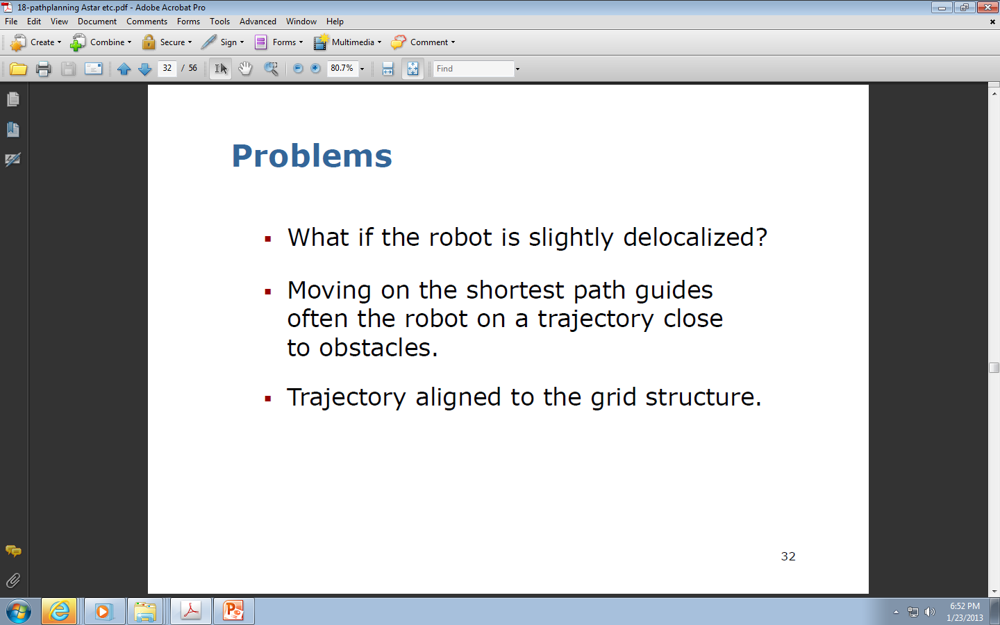 18-pathplanning Astar etc.pdf - Adobe Acrobat Pro
File Edit View Document Comments Forms Tools Advanced Window Help
Create Combine Secure Sign Forms Multimedia Comment
32 / 56 80.7% Find
Problems
What if the robot is slightly delocalized?
Moving on the shortest path guides
often the robot on a trajectory close
to obstacles.
Trajectory aligned to the grid structure.
32
6:52 PM
1/23/2013